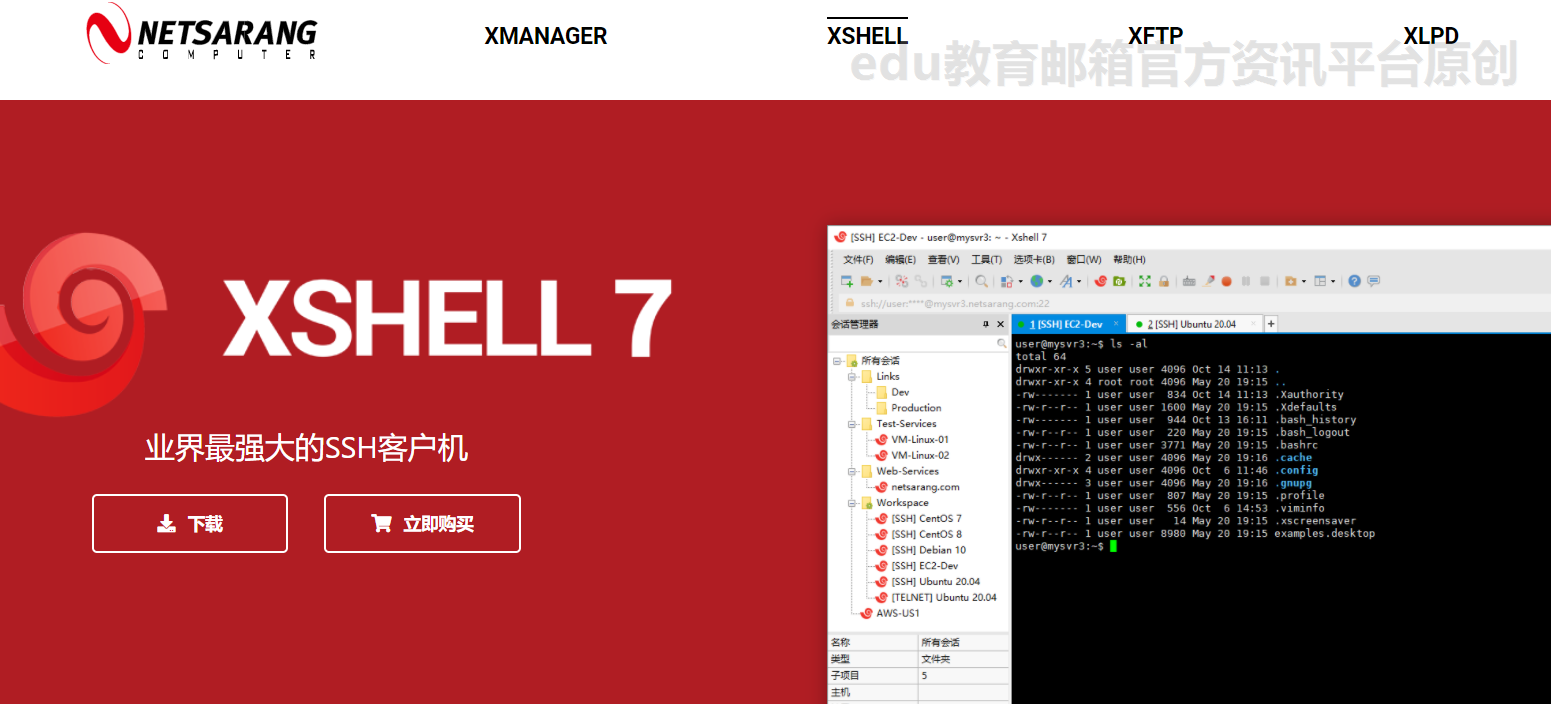 NETSARANG
COMPUTER
XMANAGER
XSHELL
XFTP
XLPD
edu教育邮箱官方资讯平台原创
XSHELL 7
业界最强大的SSH客户机
下载
立即购买
[SSH] EC2-Dev - user@mysvr3: ~ - Xshell 7
文件(F) 编辑(E) 查看(V) 工具(T) 选项卡(B) 窗口(W) 帮助(H)
ssh://user:****@mysvr3.netsarang.com:22
会话管理器
所有会话
Links
Dev
Production
Test-Services
VM-Linux-01
VM-Linux-02
Web-Services
netsarang.com
Workspace
[SSH] CentOS 7
[SSH] CentOS 8
[SSH] Debian 10
[SSH] EC2-Dev
[SSH] Ubuntu 20.04
[TELNET] Ubuntu 20.04
AWS-US1
名称 所有会话
类型 文件夹
子项目 5
主机
1 [SSH] EC2-Dev
2 [SSH] Ubuntu 20.04
user@mysvr3:~$ ls -al
total 64
drwxr-xr-x 5 user user 4096 Oct 14 11:13 .
drwxr-xr-x 4 root root 4096 May 20 19:15 ..
-rw------- 1 user user  834 Oct 14 11:13 .Xauthority
-rw-r--r-- 1 user user 1600 May 20 19:15 .Xdefaults
-rw------- 1 user user  944 Oct 13 16:11 .bash_history
-rw-r--r-- 1 user user  220 May 20 19:15 .bash_logout
-rw-r--r-- 1 user user 3771 May 20 19:15 .bashrc
drwx------ 2 user user 4096 May 20 19:16 .cache
drwxr-xr-x 4 user user 4096 Oct  6 11:46 .config
drwx------ 3 user user 4096 May 20 19:16 .gnupg
-rw-r--r-- 1 user user  807 May 20 19:15 .profile
-rw------- 1 user user  556 Oct  6 14:53 .viminfo
-rw-r--r-- 1 user user   14 May 20 19:15 .xscreensaver
-rw-r--r-- 1 user user 8980 May 20 19:15 examples.desktop
user@mysvr3:~$